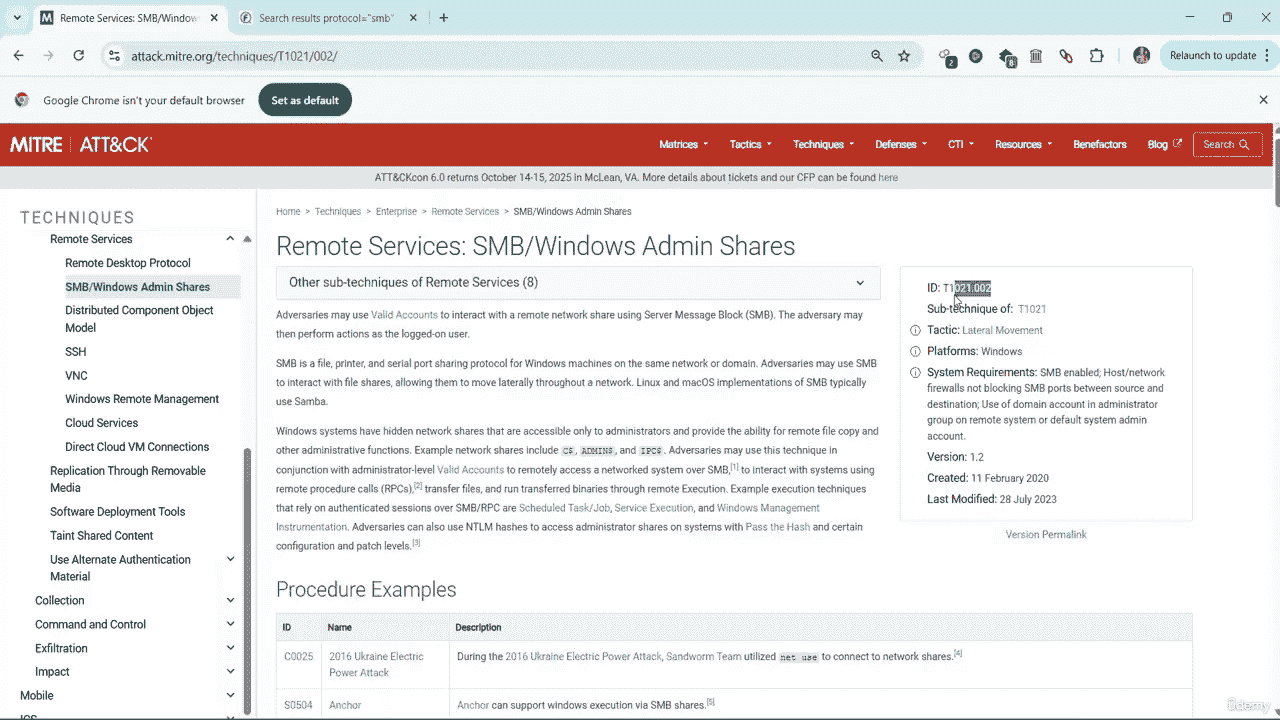 Remote Services: SMB/Window
Search results protocol="smb"
attack.mitre.org/techniques/T1021/002/
2
6
Relaunch to update
Google Chrome isn't your default browser
Set as default
MITRE | ATT&CK®
Matrices
Tactics
Techniques
Defenses
CTI
Resources
Benefactors
Blog
Search
ATT&CKcon 6.0 returns October 14-15, 2025 in McLean, VA. More details about tickets and our CFP can be found here
TECHNIQUES
Remote Services
Remote Desktop Protocol
SMB/Windows Admin Shares
Distributed Component Object
Model
SSH
VNC
Windows Remote Management
Cloud Services
Direct Cloud VM Connections
Replication Through Removable
Media
Software Deployment Tools
Taint Shared Content
Use Alternate Authentication
Material
Collection
Command and Control
Exfiltration
Impact
Mobile
ICS
Home > Techniques > Enterprise > Remote Services > SMB/Windows Admin Shares
Remote Services: SMB/Windows Admin Shares
Other sub-techniques of Remote Services (8)
Adversaries may use Valid Accounts to interact with a remote network share using Server Message Block (SMB). The adversary may
then perform actions as the logged-on user.
SMB is a file, printer, and serial port sharing protocol for Windows machines on the same network or domain. Adversaries may use SMB
to interact with file shares, allowing them to move laterally throughout a network. Linux and macOS implementations of SMB typically
use Samba.
Windows systems have hidden network shares that are accessible only to administrators and provide the ability for remote file copy and
other administrative functions. Example network shares include C$, ADMIN$, and IPC$. Adversaries may use this technique in
conjunction with administrator-level Valid Accounts to remotely access a networked system over SMB,[1] to interact with systems using
remote procedure calls (RPCs),[2] transfer files, and run transferred binaries through remote Execution. Example execution techniques
that rely on authenticated sessions over SMB/RPC are Scheduled Task/Job, Service Execution, and Windows Management
Instrumentation. Adversaries can also use NTLM hashes to access administrator shares on systems with Pass the Hash and certain
configuration and patch levels.[3]
ID: T1021.002
Sub-technique of: T1021
Tactic: Lateral Movement
Platforms: Windows
System Requirements: SMB enabled; Host/network
firewalls not blocking SMB ports between source and
destination; Use of domain account in administrator
group on remote system or default system admin
account.
Version: 1.2
Created: 11 February 2020
Last Modified: 28 July 2023
Version Permalink
Procedure Examples
ID Name Description
C0025 2016 Ukraine Electric During the 2016 Ukraine Electric Power Attack, Sandworm Team utilized net use to connect to network shares.[4]
Power Attack
S0504 Anchor Anchor can support windows execution via SMB shares.[5]
Udemy